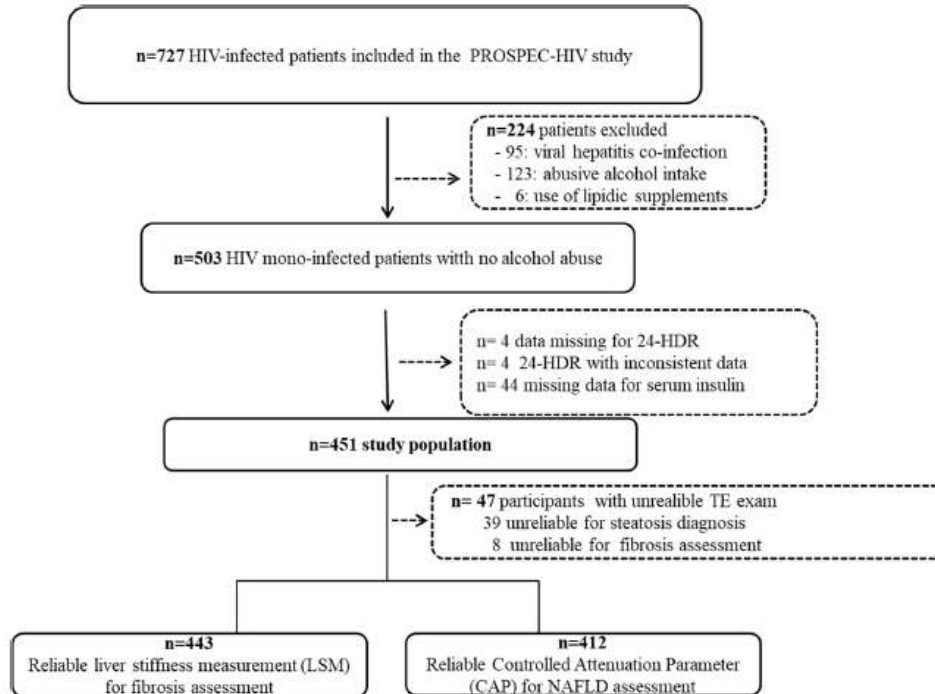 n=727 HIV-infected patients included in the PROSPEC-HIV study
n=224 patients excluded
- 95: viral hepatitis co-infection
- 123: abusive alcohol intake
- 6: use of lipidic supplements
n=503 HIV mono-infected patients witth no alcohol abuse
n= 4 data missing for 24-HDR
n= 4 24-HDR with inconsistent data
n= 44 missing data for serum insulin
n=451 study population
n= 47 participants with unrealible TE exam
39 unreliable for steatosis diagnosis
8 unreliable for fibrosis assessment
n=443
Reliable liver stiffness measurement (LSM)
for fibrosis assessment
n=412
Reliable Controlled Attenuation Parameter
(CAP) for NAFLD assessment